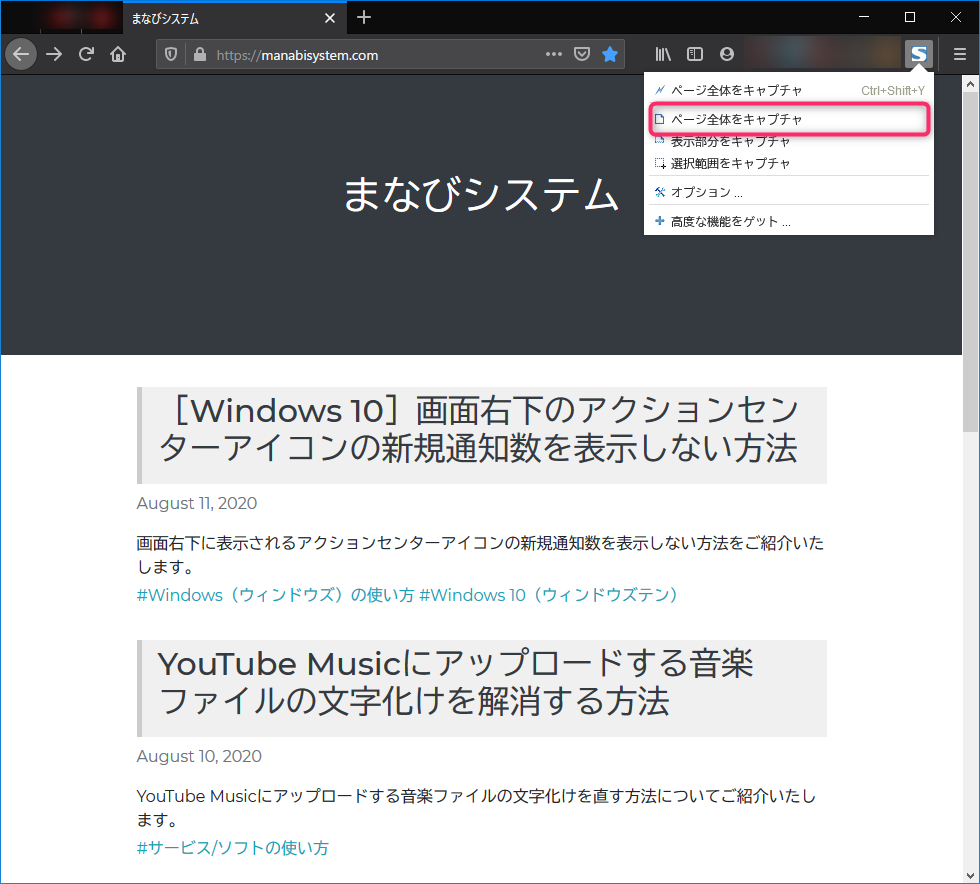 まなびシステム
https://manabisystem.com
ページ全体をキャプチャ Ctrl+Shift+Y
ページ全体をキャプチャ
表示部分をキャプチャ
選択範囲をキャプチャ
オプション ...
高度な機能をゲット ...
まなびシステム
［Windows 10］画面右下のアクションセン
ターアイコンの新規通知数を表示しない方法
August 11, 2020
画面右下に表示されるアクションセンターアイコンの新規通知数を表示しない方法をご紹介いた
します。
#Windows（ウィンドウズ）の使い方 #Windows 10（ウィンドウズテン）
YouTube Musicにアップロードする音楽
ファイルの文字化けを解消する方法
August 10, 2020
YouTube Musicにアップロードする音楽ファイルの文字化けを直す方法についてご紹介いたし
ます。
#サービス/ソフトの使い方